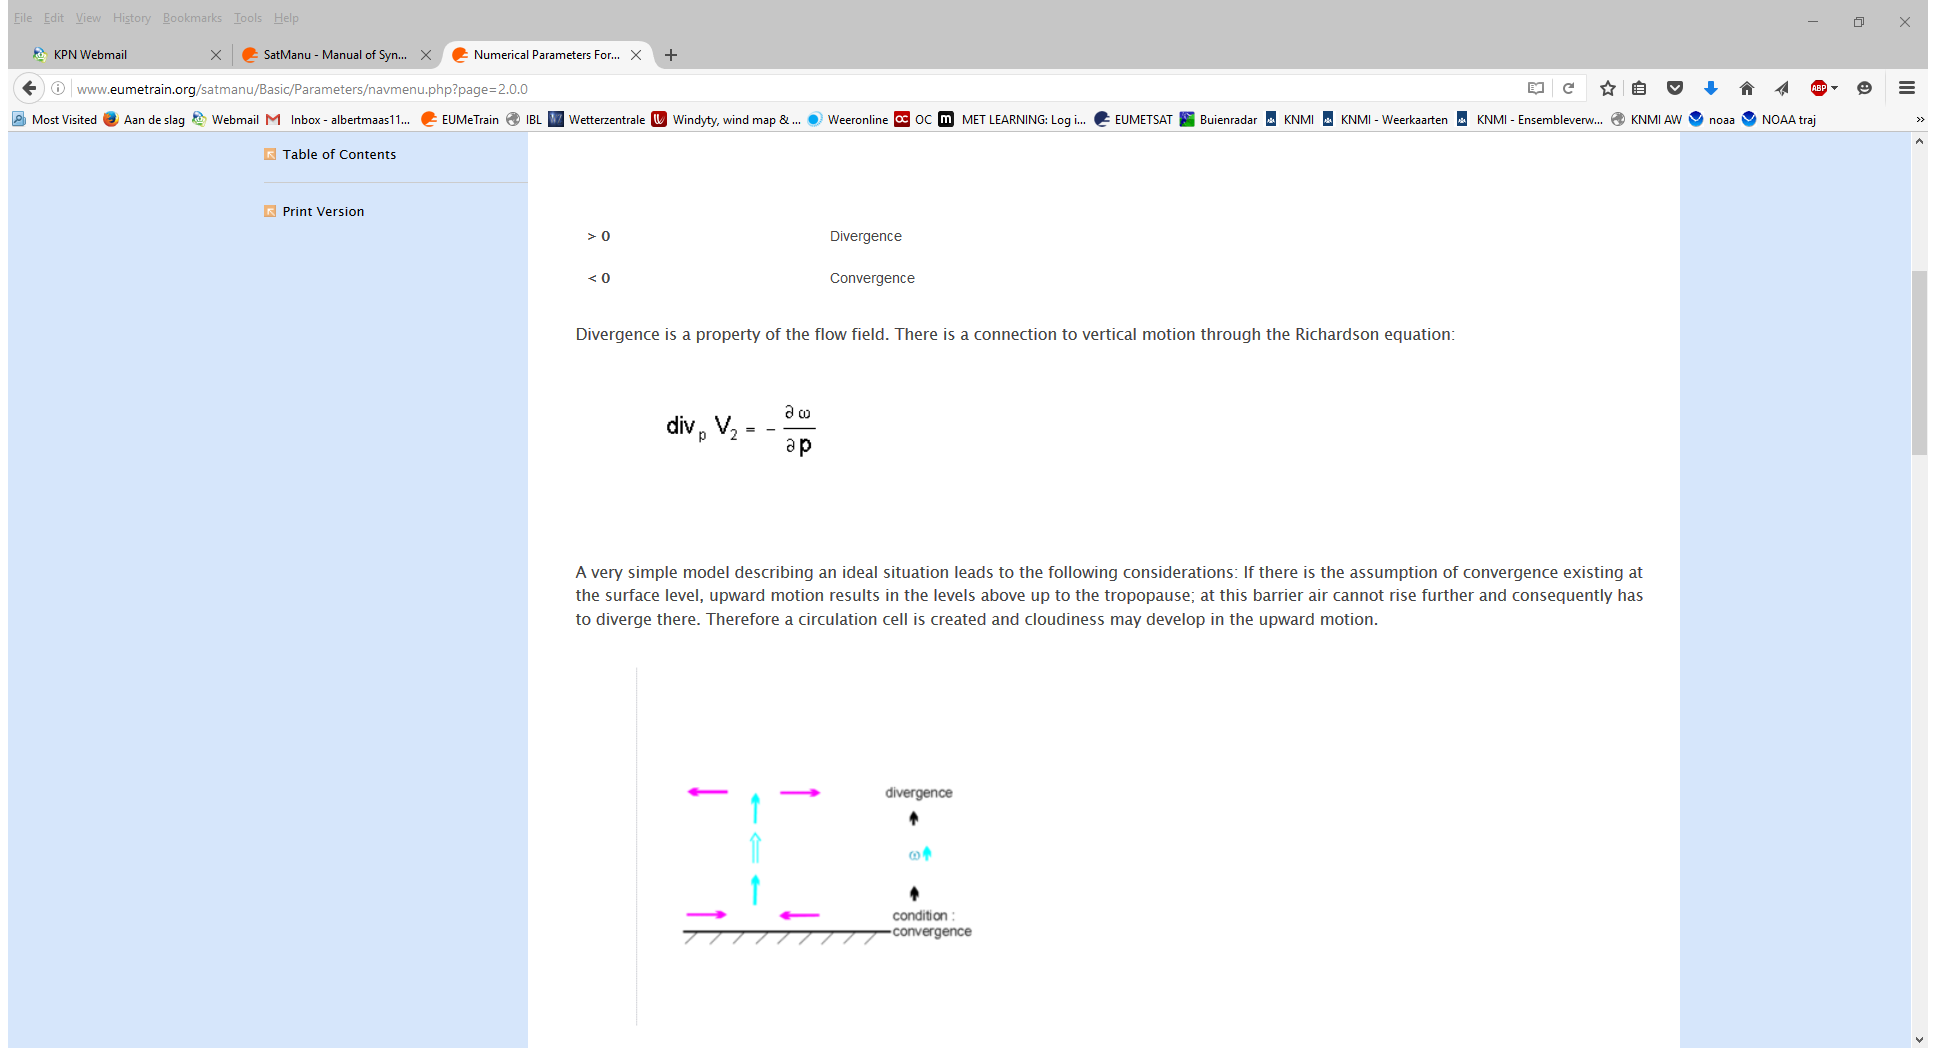 File Edit View History Bookmarks Tools Help
KPN Webmail
SatManu - Manual of Syn...
Numerical Parameters For...
www.eumetrain.org/satmanu/Basic/Parameters/navmenu.php?page=2.0.0
ABP
Most Visited Aan de slag Webmail Inbox - albertmaas11... EUMeTrain IBL Wetterzentrale Windyty, wind map & ... Weeronline OC MET LEARNING: Log i... EUMETSAT Buienradar KNMI KNMI - Weerkaarten KNMI - Ensembleverw... KNMI AW noaa NOAA traj
Table of Contents
Print Version
> 0 Divergence
< 0 Convergence
Divergence is a property of the flow field. There is a connection to vertical motion through the Richardson equation:
div p V2 = - ∂ω / ∂p
A very simple model describing an ideal situation leads to the following considerations: If there is the assumption of convergence existing at
the surface level, upward motion results in the levels above up to the tropopause; at this barrier air cannot rise further and consequently has
to diverge there. Therefore a circulation cell is created and cloudiness may develop in the upward motion.
divergence
ω
condition :
convergence